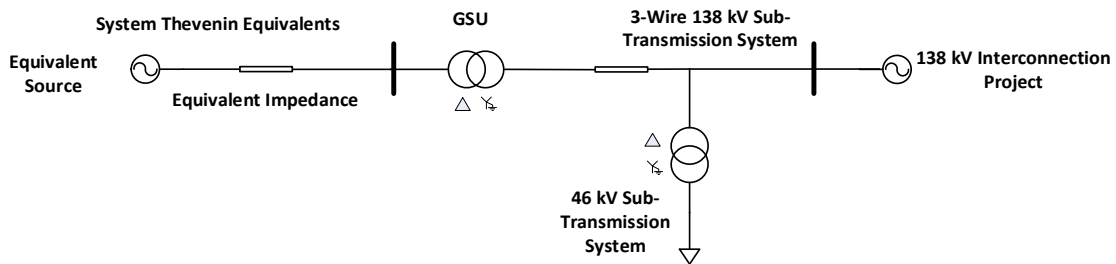 System Thevenin Equivalents
GSU
3-Wire 138 kV Sub-
Transmission System
Equivalent
Source
Equivalent Impedance
138 kV Interconnection
Project
46 kV Sub-
Transmission
System